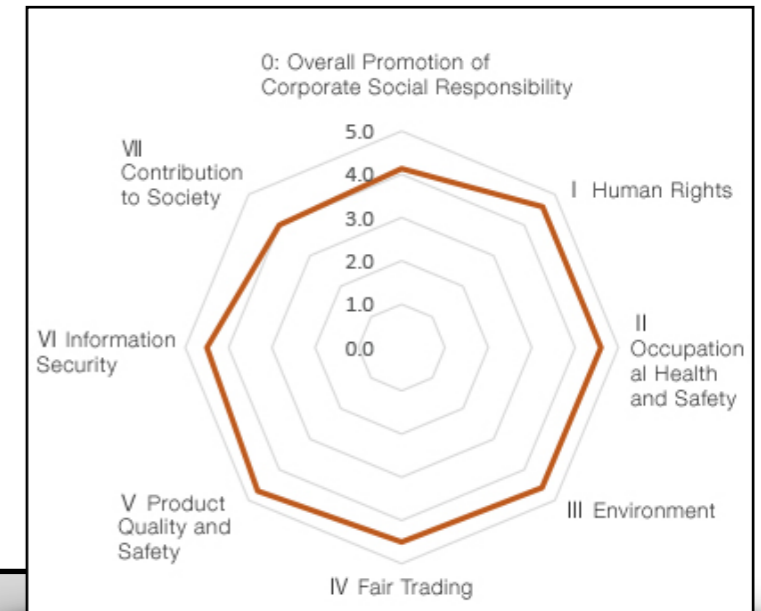 0: Overall Promotion of
Corporate Social Responsibility
5.0
4.0
3.0
2.0
1.0
0.0
Ⅰ Human Rights
Ⅱ
Occupation
al Health
and Safety
Ⅲ Environment
Ⅳ Fair Trading
Ⅴ Product
Quality and
Safety
Ⅵ Information
Security
Ⅶ
Contribution
to Society